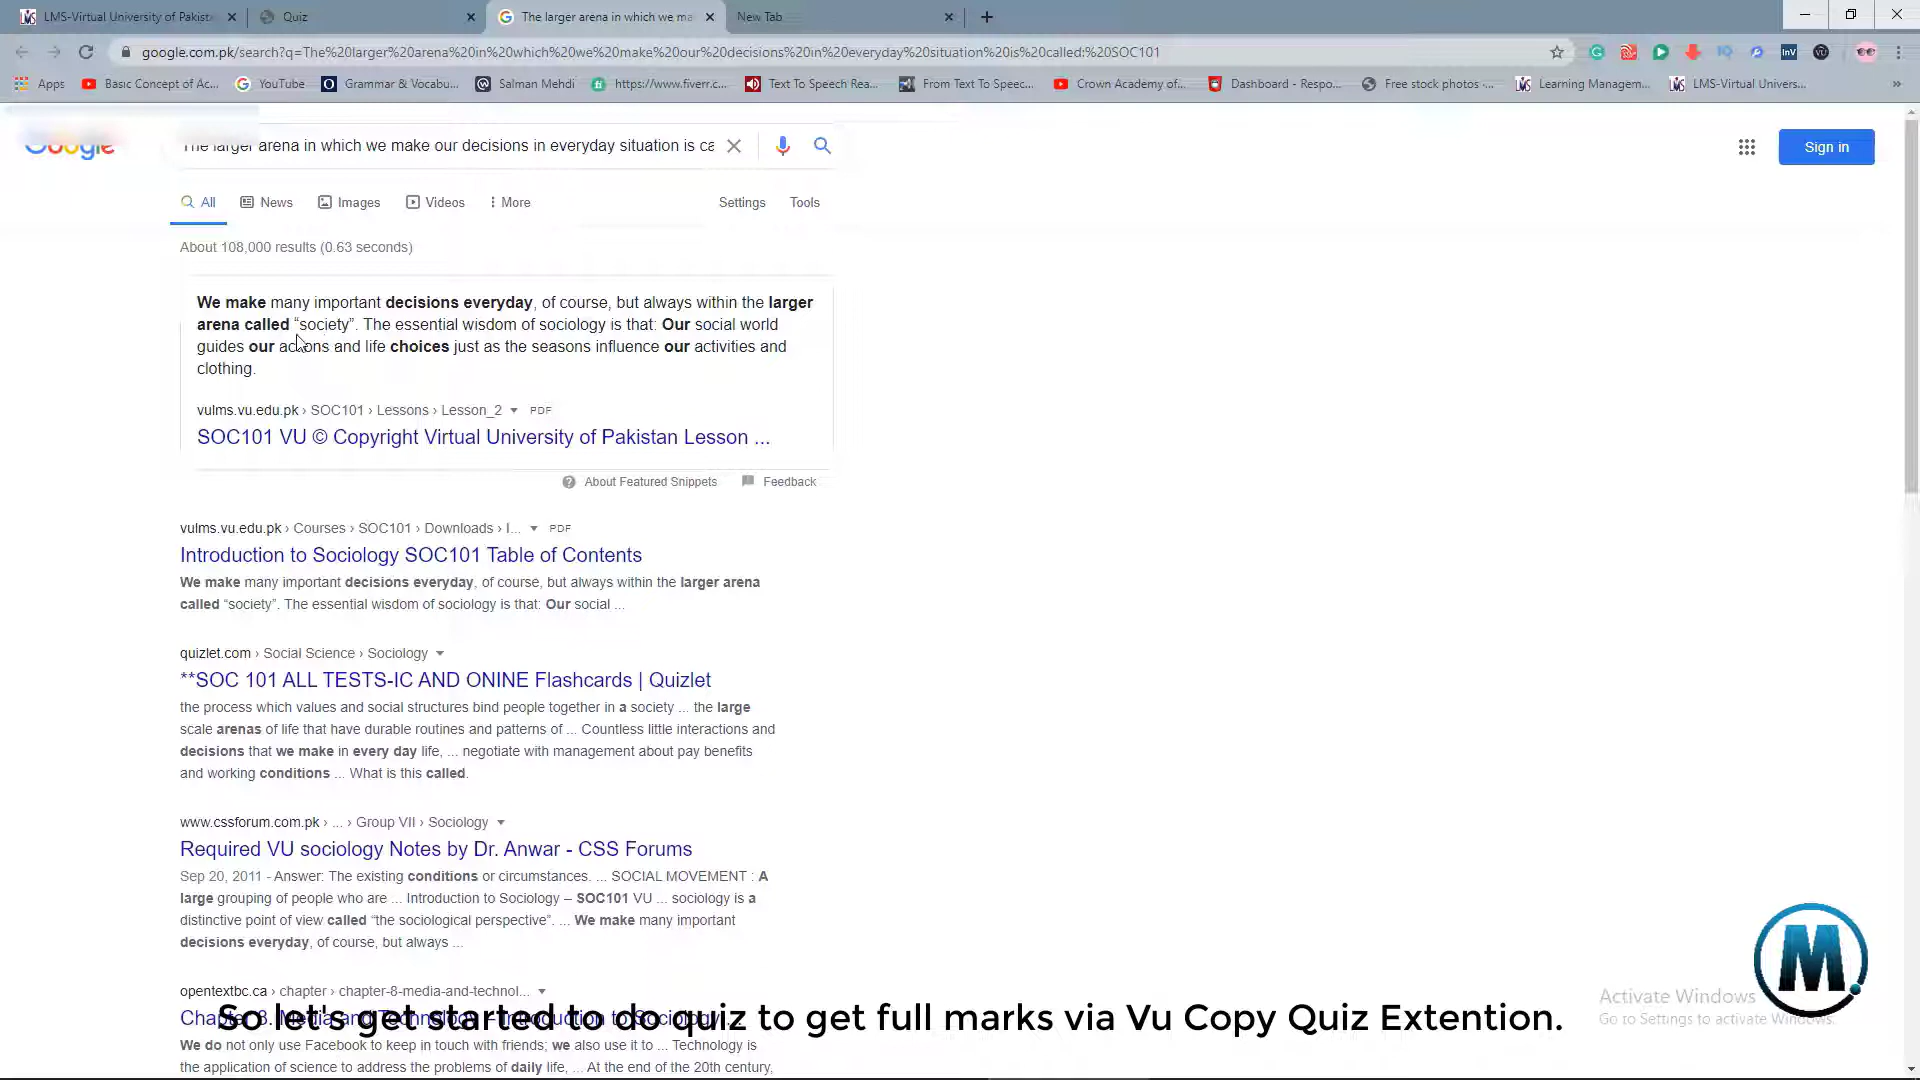 LMS-Virtual University of Pakist
Quiz
The larger arena in which we ma
New Tab
google.com.pk/search?q=The%20larger%20arena%20in%20which%20we%20make%20our%20decisions%20in%20everyday%20situation%20is%20called:%20SOC101
Apps
Basic Concept of Ac...
YouTube
Grammar & Vocabu...
Salman Mehdi
https://www.fiverr.c...
Text To Speech Rea...
From Text To Speec...
Crown Academy of...
Dashboard - Respo...
Free stock photos -...
Learning Managem...
LMS-Virtual Univers...
Google
The larger arena in which we make our decisions in everyday situation is ca
Sign in
All
News
Images
Videos
More
Settings
Tools
About 108,000 results (0.63 seconds)
We make many important decisions everyday, of course, but always within the larger
arena called “society”. The essential wisdom of sociology is that: Our social world
guides our actions and life choices just as the seasons influence our activities and
clothing.
vulms.vu.edu.pk › SOC101 › Lessons › Lesson_2 PDF
SOC101 VU © Copyright Virtual University of Pakistan Lesson ...
About Featured Snippets
Feedback
vulms.vu.edu.pk › Courses › SOC101 › Downloads › I... PDF
Introduction to Sociology SOC101 Table of Contents
We make many important decisions everyday, of course, but always within the larger arena
called “society”. The essential wisdom of sociology is that: Our social ...
quizlet.com › Social Science › Sociology
**SOC 101 ALL TESTS-IC AND ONINE Flashcards | Quizlet
the process which values and social structures bind people together in a society ... the large
scale arenas of life that have durable routines and patterns of ... Countless little interactions and
decisions that we make in every day life, ... negotiate with management about pay benefits
and working conditions ... What is this called.
www.cssforum.com.pk › ... › Group VII › Sociology
Required VU sociology Notes by Dr. Anwar - CSS Forums
Sep 20, 2011 - Answer: The existing conditions or circumstances. ... SOCIAL MOVEMENT : A
large grouping of people who are ... Introduction to Sociology – SOC101 VU ... sociology is a
distinctive point of view called “the sociological perspective”. ... We make many important
decisions everyday, of course, but always ...
opentextbc.ca › chapter › chapter-8-media-and-technol...
Chapter 8. Media and Technology – Introduction to Sociology ...
So let's get started to do quiz to get full marks via Vu Copy Quiz Extention.
We do not only use Facebook to keep in touch with friends; we also use it to ... Technology is
the application of science to address the problems of daily life, ... At the end of the 20th century,
M
Activate Windows
Go to Settings to activate Windows.